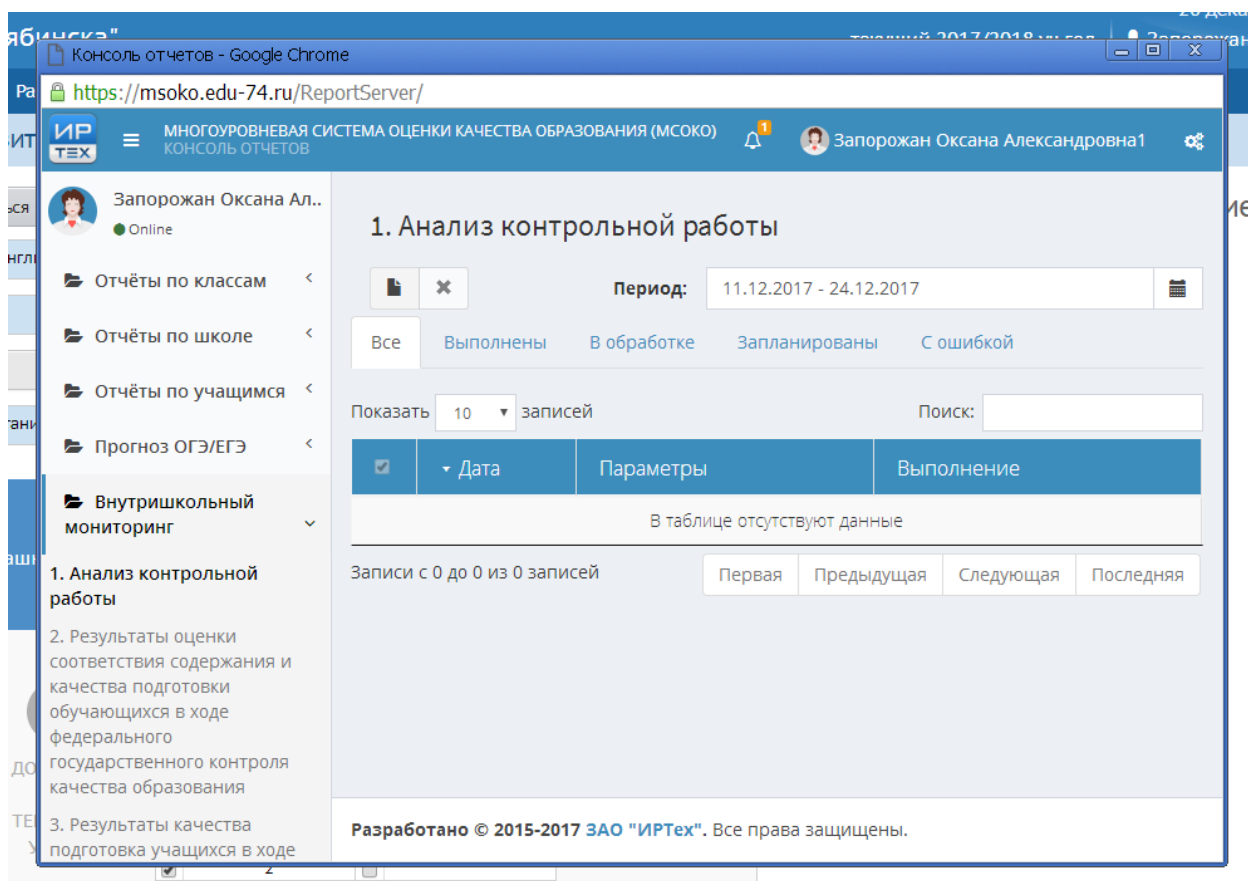 ябинска"
текущий 2017/2018 уч.год
Консоль отчетов - Google Chrome
https://msoko.edu-74.ru/ReportServer/
ИР
ТЕХ
МНОГОУРОВНЕВАЯ СИСТЕМА ОЦЕНКИ КАЧЕСТВА ОБРАЗОВАНИЯ (МСОКО)
КОНСОЛЬ ОТЧЕТОВ
1
Запорожан Оксана Александровна1
Запорожан Оксана Ал..
Online
Отчёты по классам
Отчёты по школе
Отчёты по учащимся
Прогноз ОГЭ/ЕГЭ
Внутришкольный
мониторинг
1. Анализ контрольной
работы
2. Результаты оценки
соответствия содержания и
качества подготовки
обучающихся в ходе
федерального
государственного контроля
качества образования
3. Результаты качества
подготовка учащихся в ходе
1. Анализ контрольной работы
Период: 11.12.2017 - 24.12.2017
Все Выполнены В обработке Запланированы С ошибкой
Показать 10 записей Поиск:
Дата Параметры Выполнение
В таблице отсутствуют данные
Записи с 0 до 0 из 0 записей Первая Предыдущая Следующая Последняя
Разработано © 2015-2017 ЗАО "ИРТех". Все права защищены.
2